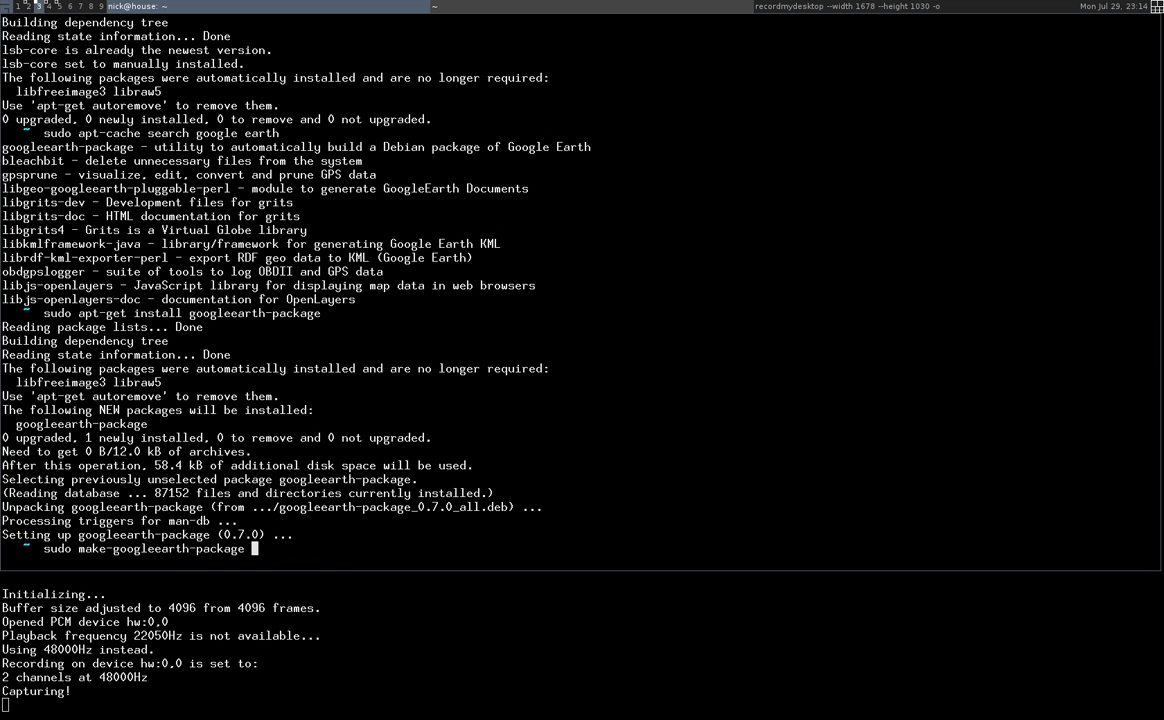 1 2 3 4 5 6 7 8 9 nick@house: ~ ~ recordmydesktop --width 1678 --height 1030 -o Mon Jul 29, 23:14
Building dependency tree
Reading state information... Done
lsb-core is already the newest version.
lsb-core set to manually installed.
The following packages were automatically installed and are no longer required:
  libfreeimage3 libraw5
Use 'apt-get autoremove' to remove them.
0 upgraded, 0 newly installed, 0 to remove and 0 not upgraded.
~ sudo apt-cache search google earth
googleearth-package - utility to automatically build a Debian package of Google Earth
bleachbit - delete unnecessary files from the system
gpsprune - visualize, edit, convert and prune GPS data
libgeo-googleearth-pluggable-perl - module to generate GoogleEarth Documents
libgrits-dev - Development files for grits
libgrits-doc - HTML documentation for grits
libgrits4 - Grits is a Virtual Globe library
libkmlframework-java - library/framework for generating Google Earth KML
librdf-kml-exporter-perl - export RDF geo data to KML (Google Earth)
obdgpslogger - suite of tools to log OBDII and GPS data
libjs-openlayers - JavaScript library for displaying map data in web browsers
libjs-openlayers-doc - documentation for OpenLayers
~ sudo apt-get install googleearth-package
Reading package lists... Done
Building dependency tree
Reading state information... Done
The following packages were automatically installed and are no longer required:
  libfreeimage3 libraw5
Use 'apt-get autoremove' to remove them.
The following NEW packages will be installed:
  googleearth-package
0 upgraded, 1 newly installed, 0 to remove and 0 not upgraded.
Need to get 0 B/12.0 kB of archives.
After this operation, 58.4 kB of additional disk space will be used.
Selecting previously unselected package googleearth-package.
(Reading database ... 87152 files and directories currently installed.)
Unpacking googleearth-package (from .../googleearth-package_0.7.0_all.deb) ...
Processing triggers for man-db ...
Setting up googleearth-package (0.7.0) ...
~ sudo make-googleearth-package
Initializing...
Buffer size adjusted to 4096 from 4096 frames.
Opened PCM device hw:0,0
Playback frequency 22050Hz is not available...
Using 48000Hz instead.
Recording on device hw:0,0 is set to:
2 channels at 48000Hz
Capturing!